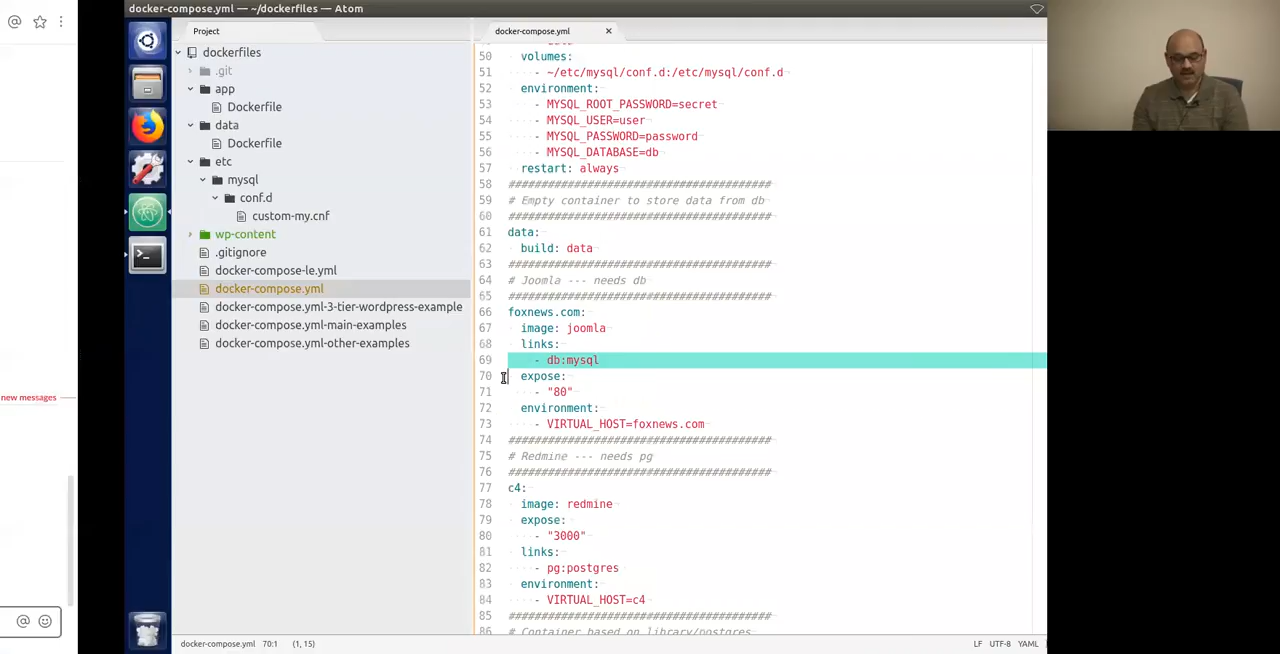 docker-compose.yml — ~/dockerfiles — Atom
Project
dockerfiles
.git
app
Dockerfile
data
Dockerfile
etc
mysql
conf.d
custom-my.cnf
wp-content
.gitignore
docker-compose-le.yml
docker-compose.yml
docker-compose.yml-3-tier-wordpress-example
docker-compose.yml-main-examples
docker-compose.yml-other-examples
new messages
docker-compose.yml
50 volumes:
51 - ~/etc/mysql/conf.d:/etc/mysql/conf.d
52 environment:
53 - MYSQL_ROOT_PASSWORD=secret
54 - MYSQL_USER=user
55 - MYSQL_PASSWORD=password
56 - MYSQL_DATABASE=db
57 restart: always
58 ########################################
59 # Empty container to store data from db
60 ########################################
61 data:
62 build: data
63 ########################################
64 # Joomla --- needs db
65 ########################################
66 foxnews.com:
67 image: joomla
68 links:
69 - db:mysql
70 expose:
71 - "80"
72 environment:
73 - VIRTUAL_HOST=foxnews.com
74 ########################################
75 # Redmine --- needs pg
76 ########################################
77 c4:
78 image: redmine
79 expose:
80 - "3000"
81 links:
82 - pg:postgres
83 environment:
84 - VIRTUAL_HOST=c4
85 ########################################
86 # Container based on library/postgres
docker-compose.yml 70:1 (1, 15)
LF UTF-8 YAML